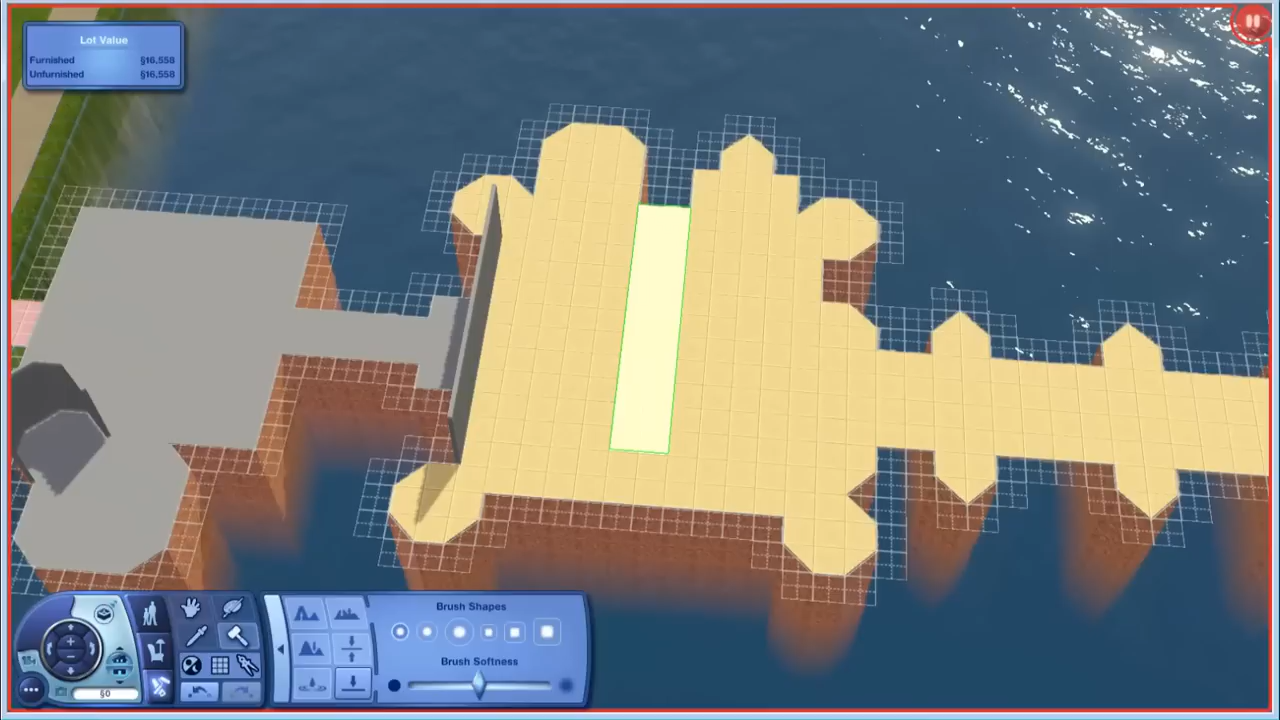 Lot Value
Furnished §16,558
Unfurnished §16,558
Brush Shapes
Brush Softness
§0